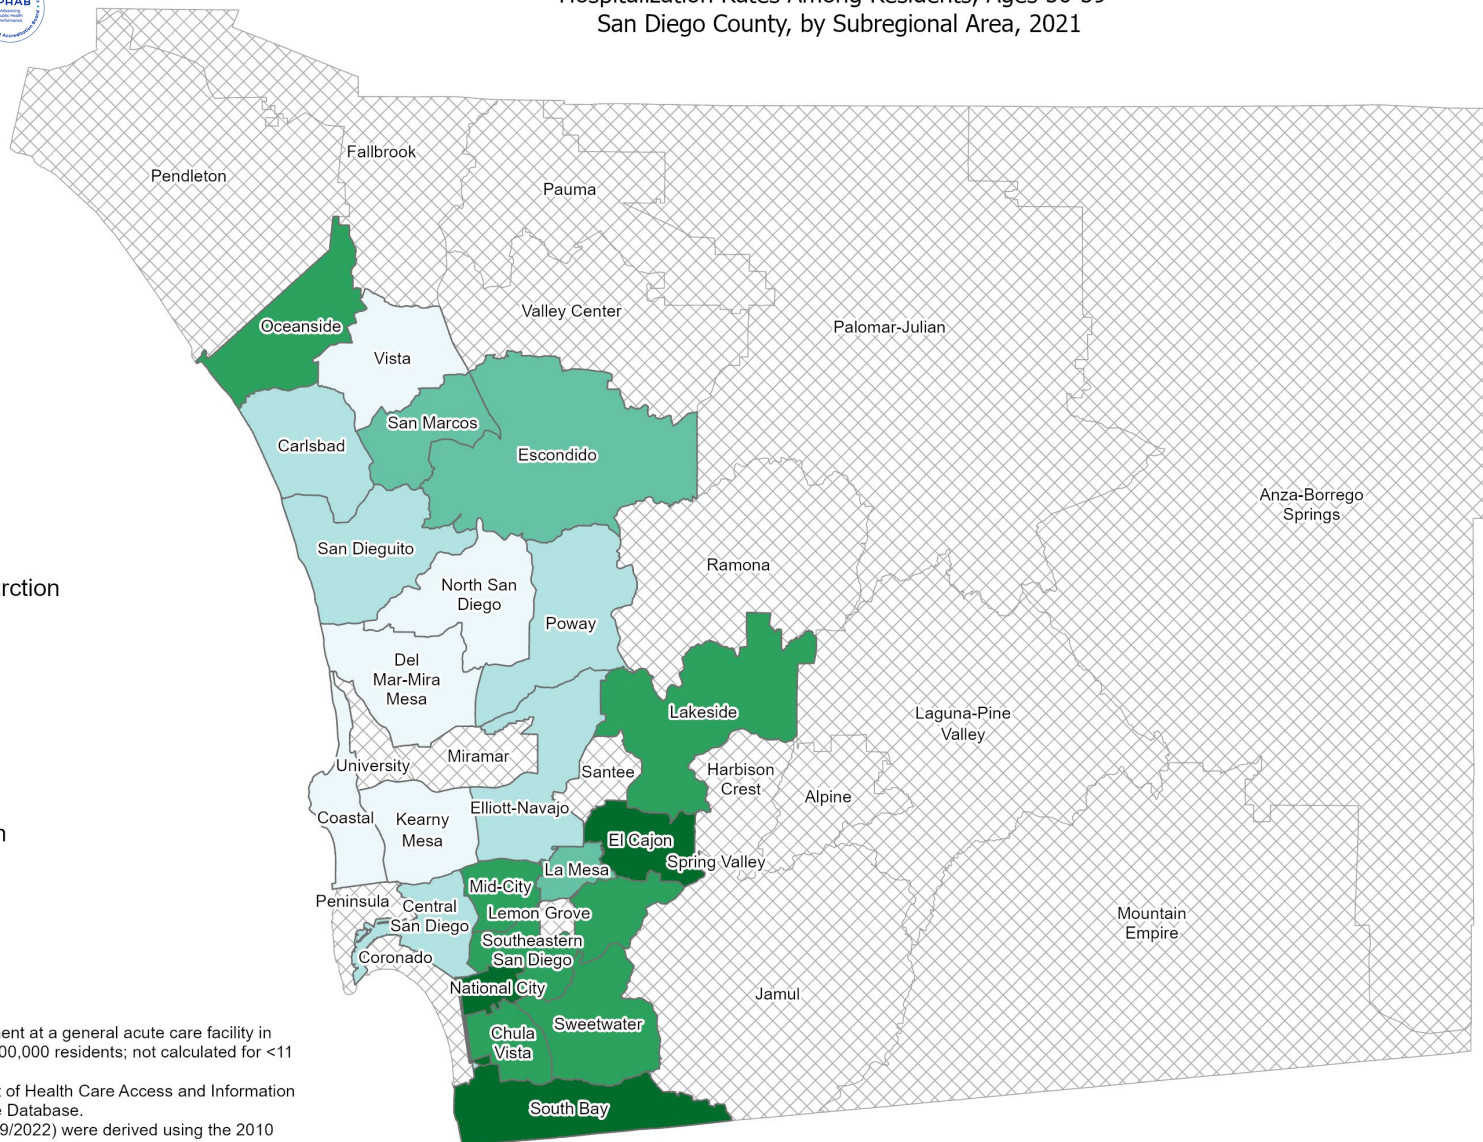 PHAB
Advancing
Public Health
Performance
San Diego County, by Subregional Area, 2021
Fallbrook
Pendleton
Pauma
Valley Center
Oceanside
Palomar-Julian
Vista
San Marcos
Carlsbad
Escondido
Anza-Borrego
Springs
San Dieguito
Ramona
North San
Diego
rction
Poway
Del
Mar-Mira
Mesa
Lakeside
Laguna-Pine
Valley
Miramar
University
Santee
Harbison
Crest
Alpine
Elliott-Navajo
Coastal
Kearny
Mesa
El Cajon
Spring Valley
La Mesa
Mid-City
Peninsula
Central
San Diego
Lemon Grove
Mountain
Empire
Southeastern
San Diego
Coronado
National City
Jamul
Sweetwater
Chula
Vista
South Bay
ent at a general acute care facility in
00,000 residents; not calculated for <11
of Health Care Access and Information
Database.
9/2022) were derived using the 2010